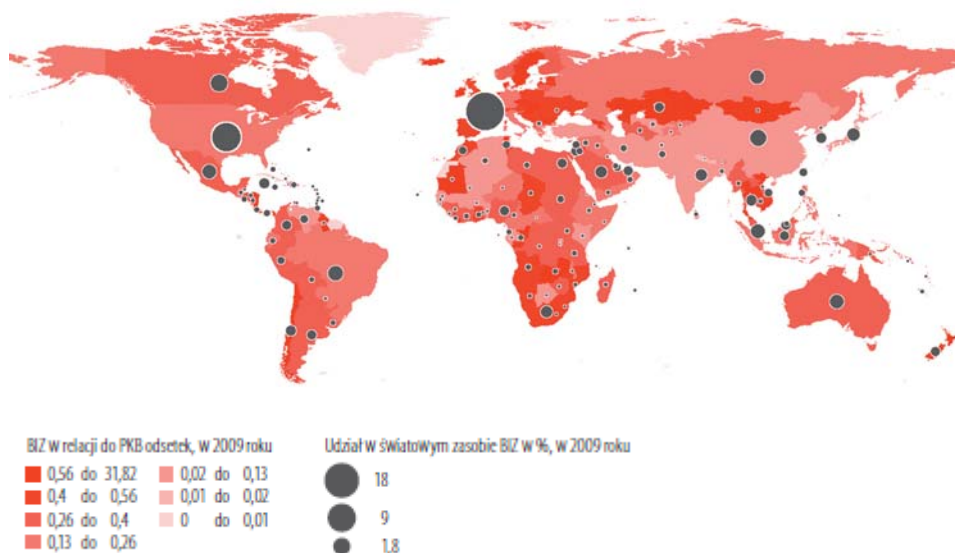 BIZ w relacji do PKB odsetek, w 2009 roku
0,56 do 31,82
0,4 do 0,56
0,26 do 0,4
0,13 do 0,26
0,02 do 0,13
0,01 do 0,02
0 do 0,01
Udział w światowym zasobie BIZ w %, w 2009 roku
18
9
1.8